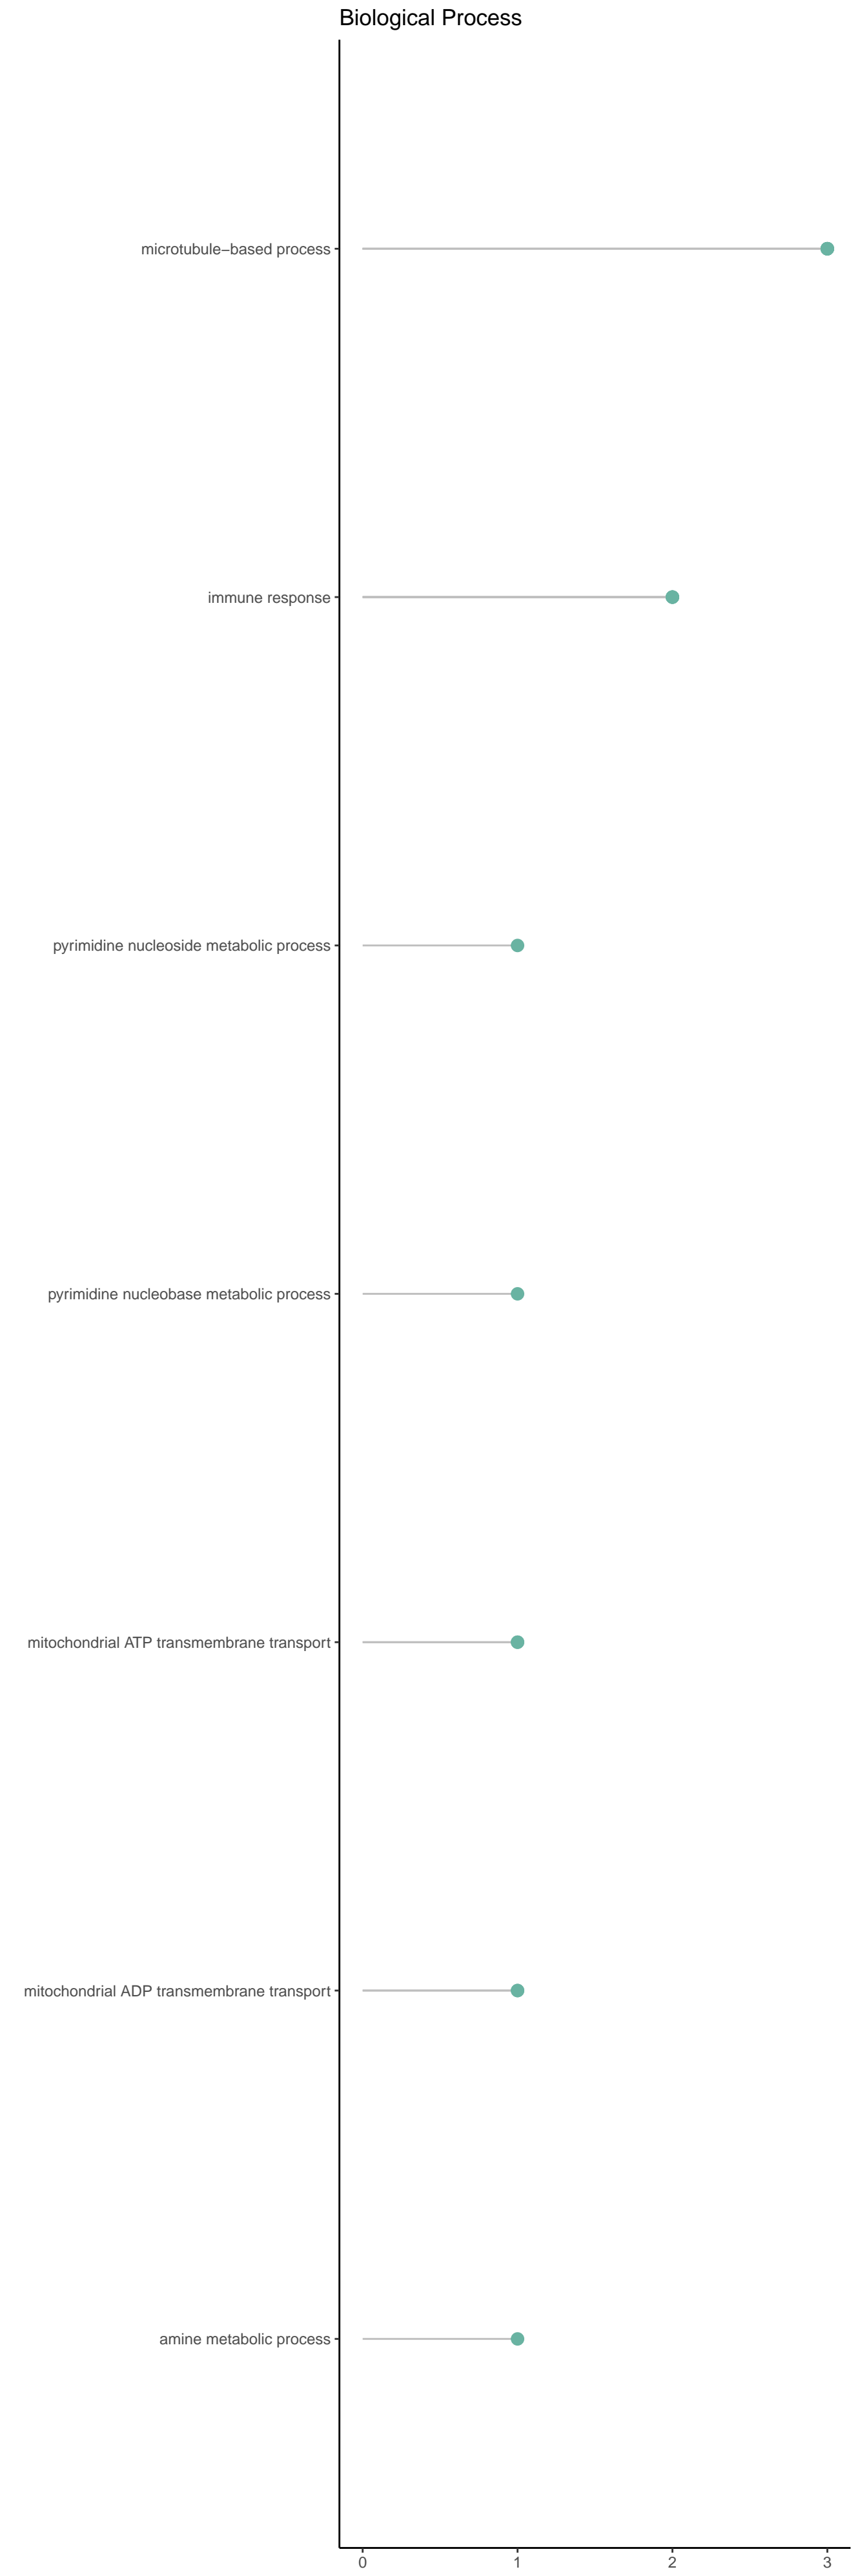 Biological Process
microtubule−based process
immune response
pyrimidine nucleoside metabolic process
pyrimidine nucleobase metabolic process
mitochondrial ATP transmembrane transport
mitochondrial ADP transmembrane transport
amine metabolic process
0 1 2 3